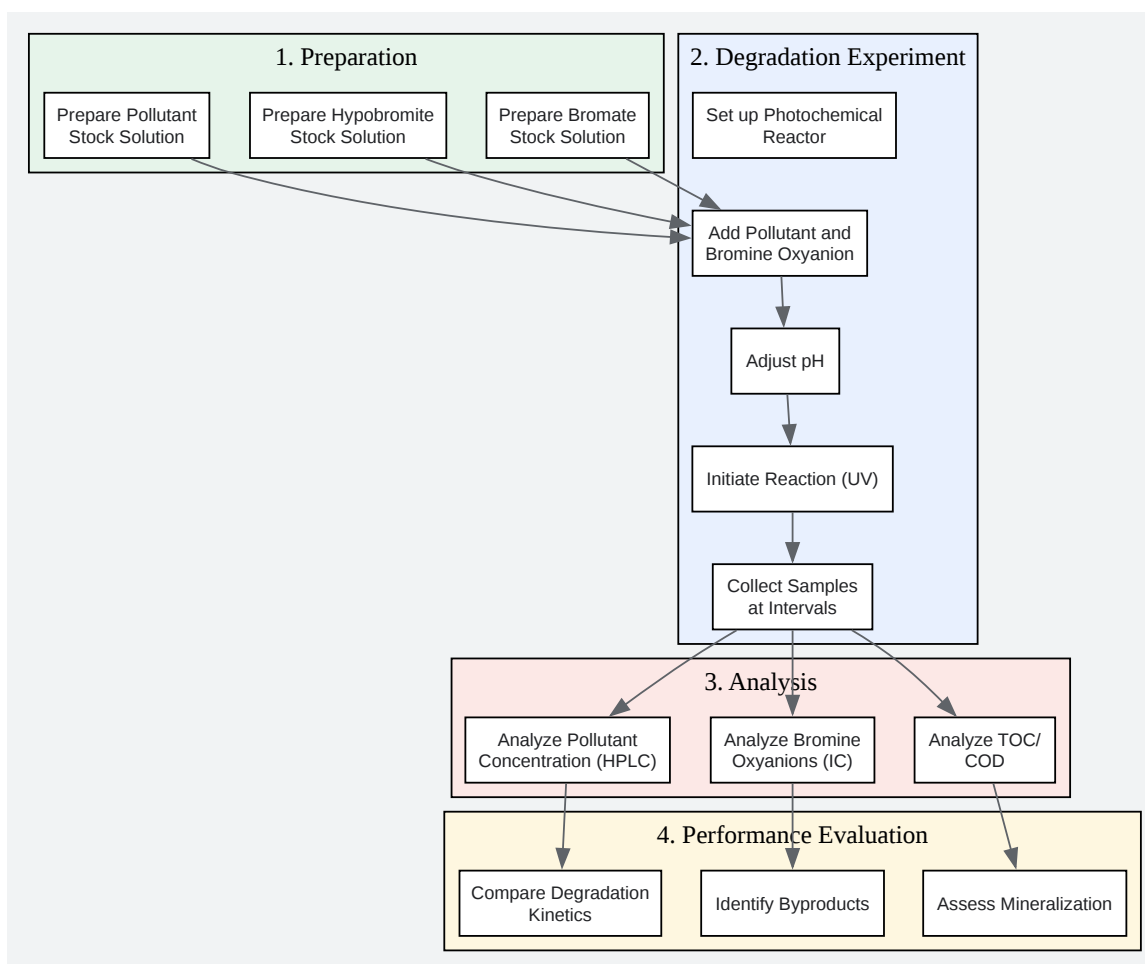 1. Preparation
Prepare Pollutant
Stock Solution
Prepare Hypobromite
Stock Solution
Prepare Bromate
Stock Solution
2. Degradation Experiment
Set up Photochemical
Reactor
Add Pollutant and
Bromine Oxyanion
Adjust pH
Initiate Reaction (UV)
Collect Samples
at Intervals
3. Analysis
Analyze Pollutant
Concentration (HPLC)
Analyze Bromine
Oxyanions (IC)
Analyze TOC/
COD
4. Performance Evaluation
Compare Degradation
Kinetics
Identify Byproducts
Assess Mineralization